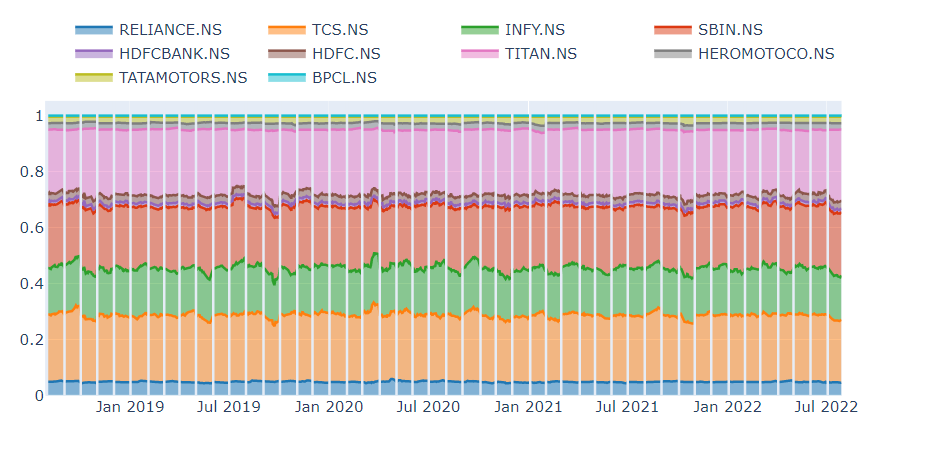 RELIANCE.NS TCS.NS INFY.NS SBIN.NS
HDFCBANK.NS HDFC.NS TITAN.NS HEROMOTOCO.NS
TATAMOTORS.NS BPCL.NS
1
0.8
0.6
0.4
0.2
0
Jan 2019 Jul 2019 Jan 2020 Jul 2020 Jan 2021 Jul 2021 Jan 2022 Jul 2022